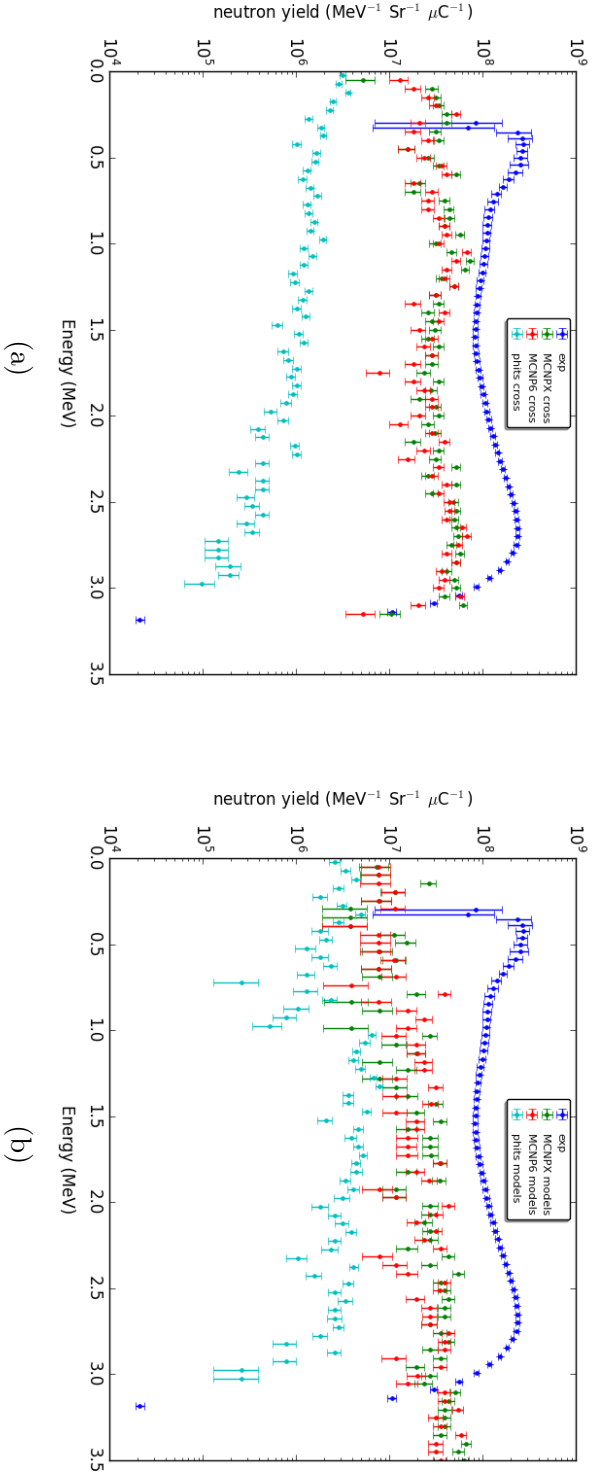 neutron yield (MeV⁻¹ Sr⁻¹ μC⁻¹)
10⁹
10⁸
10⁷
10⁶
10⁵
10⁴
exp
MCNPX cross
MCNP6 cross
phits cross
0.0 0.5 1.0 1.5 2.0 2.5 3.0 3.5
Energy (MeV)
(a)
neutron yield (MeV⁻¹ Sr⁻¹ μC⁻¹)
10⁹
10⁸
10⁷
10⁶
10⁵
10⁴
exp
MCNPX models
MCNP6 models
phits models
0.0 0.5 1.0 1.5 2.0 2.5 3.0 3.5
Energy (MeV)
(b)